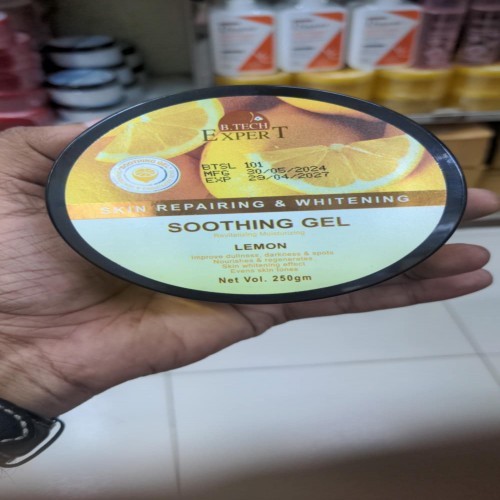 B.TECH
EXPERT
BTSL 101
MFG 30/05/2024
EXP 29/04/2027
SKIN REPAIRING & WHITENING
SOOTHING GEL
LEMON
improve dullness, darkness & spots
Nourishes & regenerates
Skin whitening effect
Evens skin tones
Net Vol. 250gm